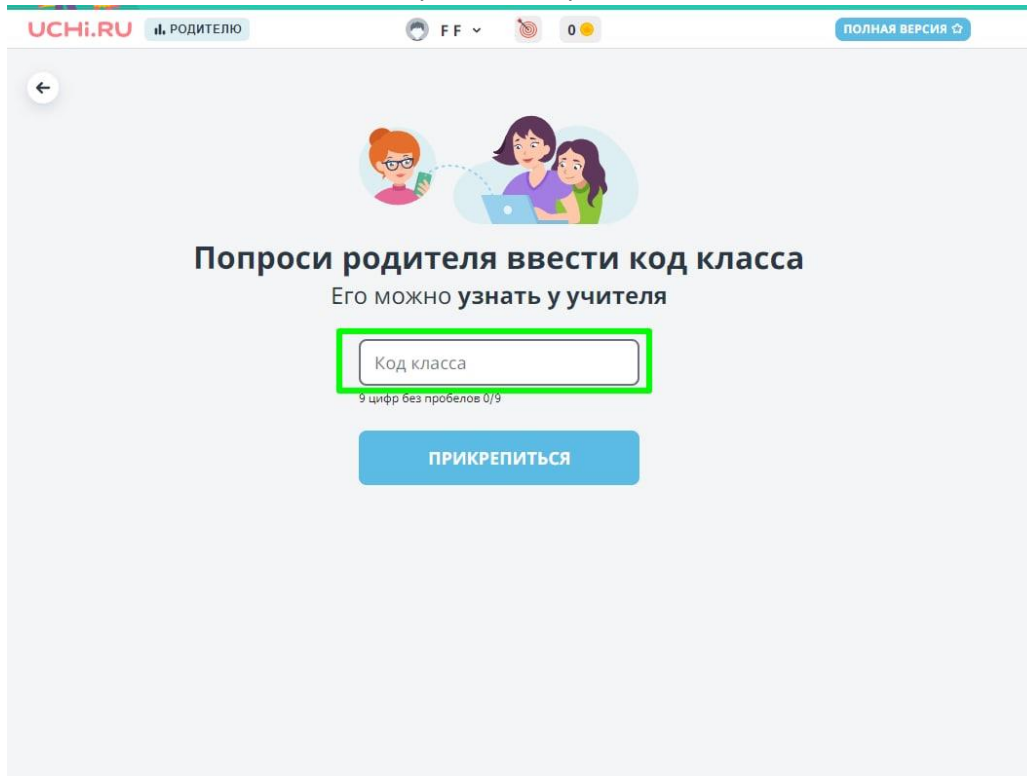 UCHi.RU РОДИТЕЛЮ F F 0 ПОЛНАЯ ВЕРСИЯ
Попроси родителя ввести код класса
Его можно узнать у учителя
Код класса
9 цифр без пробелов 0/9
ПРИКРЕПИТЬСЯ